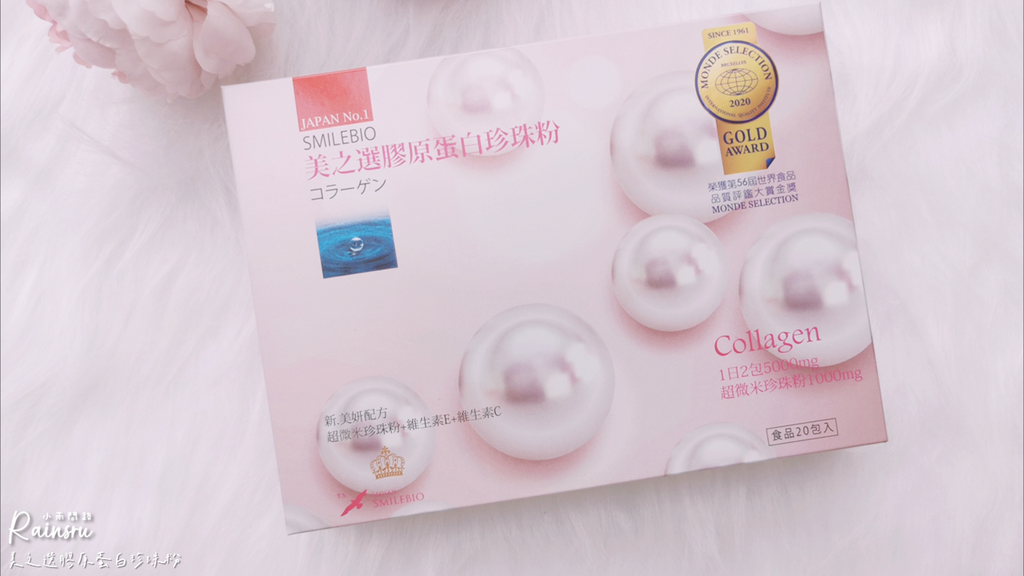 JAPAN No.1
SMILEBIO
美之選膠原蛋白珍珠粉
コラーゲン
SINCE 1961
MONDE SELECTION
BRUXELLES
2020
GOLD
AWARD
榮獲第56屆世界食品
品質評鑑大賞金獎
MONDE SELECTION
Collagen
1日2包5000mg
超微米珍珠粉1000mg
新.美妍配方
超微米珍珠粉+維生素E+維生素C
食品20包入
SMILEBIO
小雨問話
Rainsru
美之選膠原蛋白珍珠粉